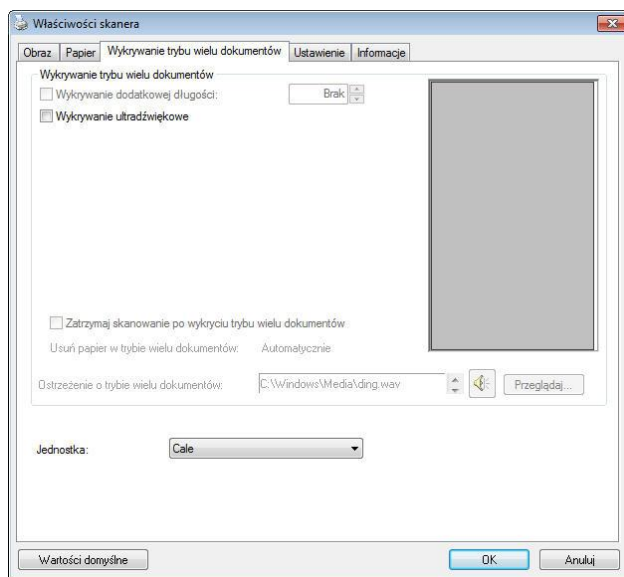 Właściwości skanera
Obraz Papier Wykrywanie trybu wielu dokumentów Ustawienie Informacje
Wykrywanie trybu wielu dokumentów
Wykrywanie dodatkowej długości: Brak
Wykrywanie ultradźwiękowe
Zatrzymaj skanowanie po wykryciu trybu wielu dokumentów
Usuń papier w trybie wielu dokumentów: Automatycznie
Ostrzeżenie o trybie wielu dokumentów: C:\Windows\Media\ding.wav Przeglądaj...
Jednostka: Cale
Wartości domyślne OK Anuluj